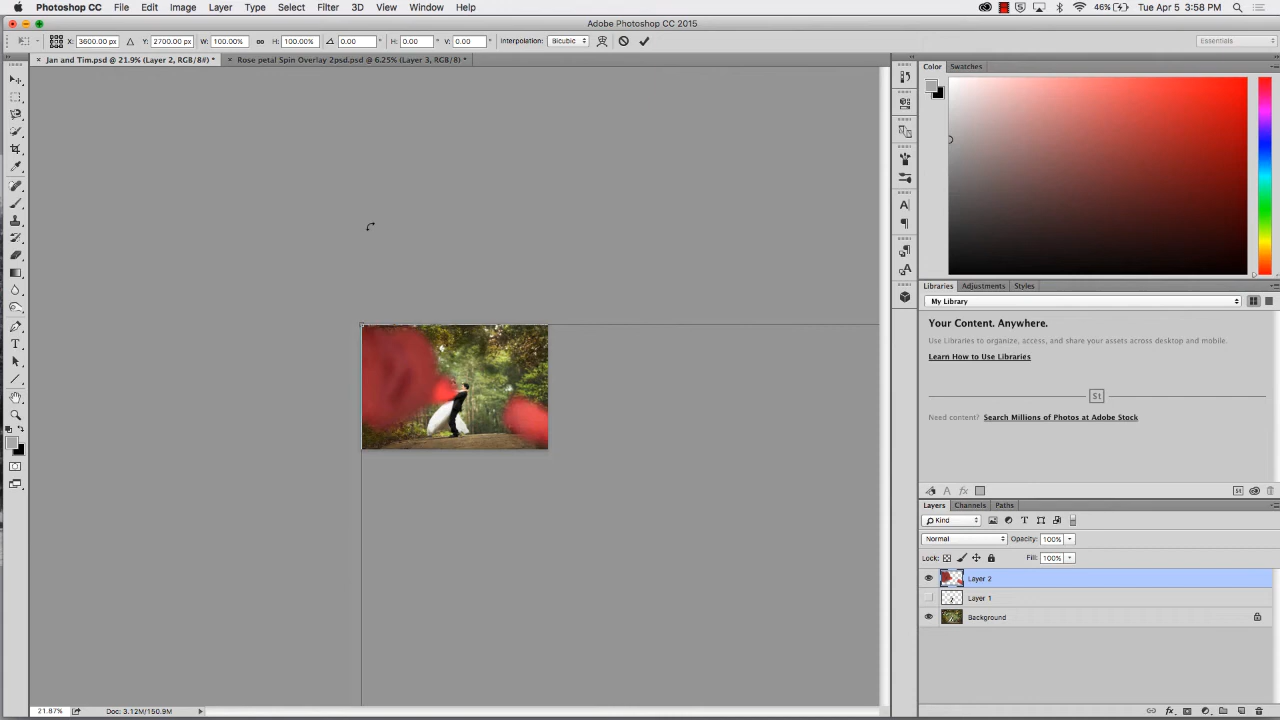 Photoshop CC File Edit Image Layer Type Select Filter 3D View Window Help 46% Tue Apr 5 3:58 PM
Adobe Photoshop CC 2015
X: 3600.00 px Y: 2700.00 px W: 100.00% H: 100.00% 0.00 ° H: 0.00 ° V: 0.00 ° Interpolation: Bicubic Essentials
Jan and Tim.psd @ 21.9% (Layer 2, RGB/8#) * Rose petal Spin Overlay 2psd.psd @ 6.25% (Layer 3, RGB/8) *
Color Swatches
Libraries Adjustments Styles
My Library
Your Content. Anywhere.
Use Libraries to organize, access, and share your assets across desktop and mobile.
Learn How to Use Libraries
St
Need content? Search Millions of Photos at Adobe Stock
Layers Channels Paths
Kind
Normal Opacity: 100%
Lock: Fill: 100%
Layer 2
Layer 1
Background
21.87% Doc: 3.12M/150.9M